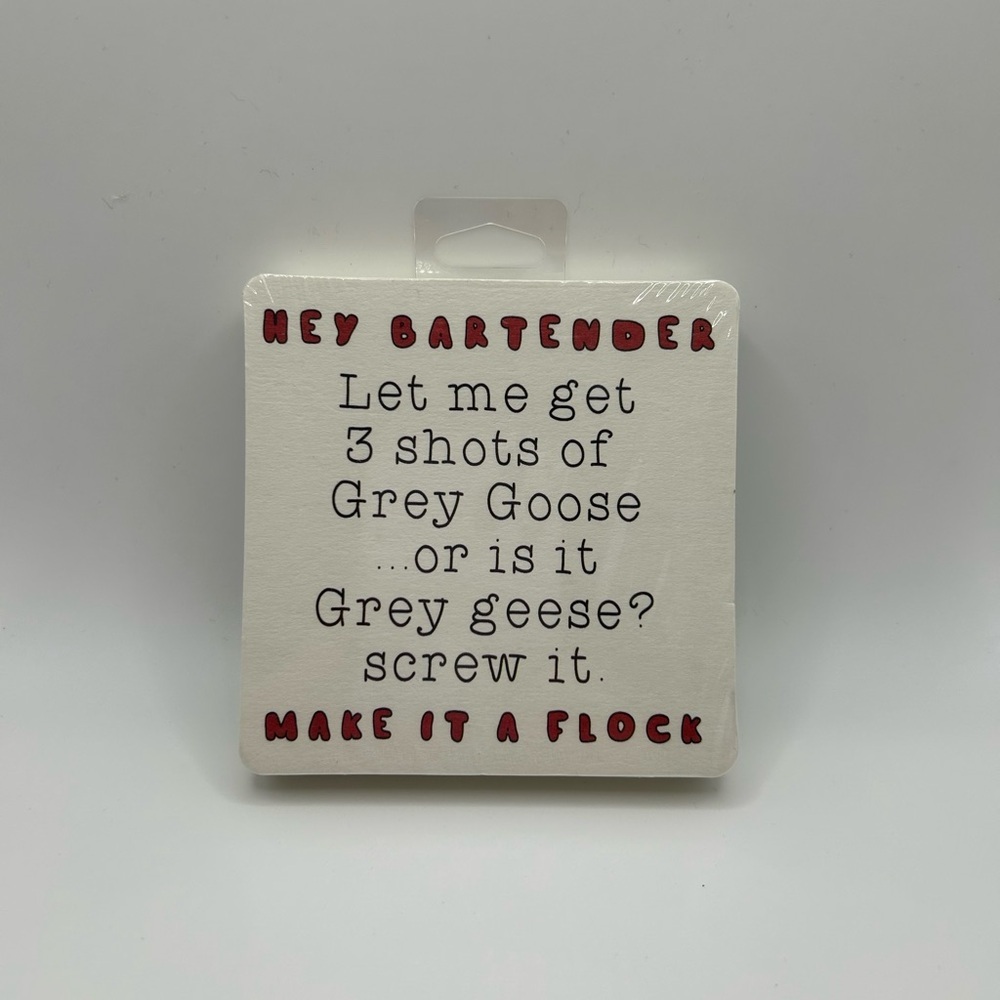 HEY BARTENDER
Let me get
3 shots of
Grey Goose
...or is it
Grey geese?
screw it.
MAKE IT A FLOCK